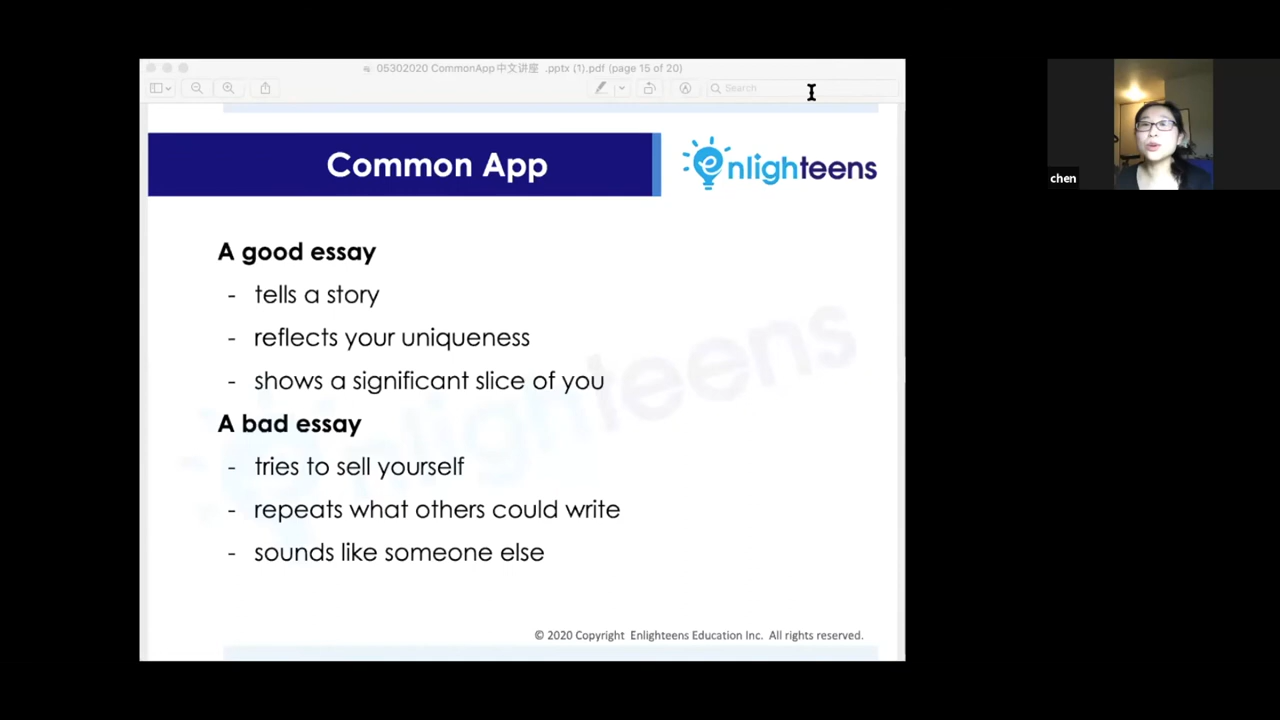 05302020 CommonApp中文讲座 .pptx (1).pdf (page 15 of 20)
Search
Common App
enlighteens
A good essay
- tells a story
- reflects your uniqueness
- shows a significant slice of you
A bad essay
- tries to sell yourself
- repeats what others could write
- sounds like someone else
enlighteens
© 2020 Copyright Enlighteens Education Inc. All rights reserved.
chen